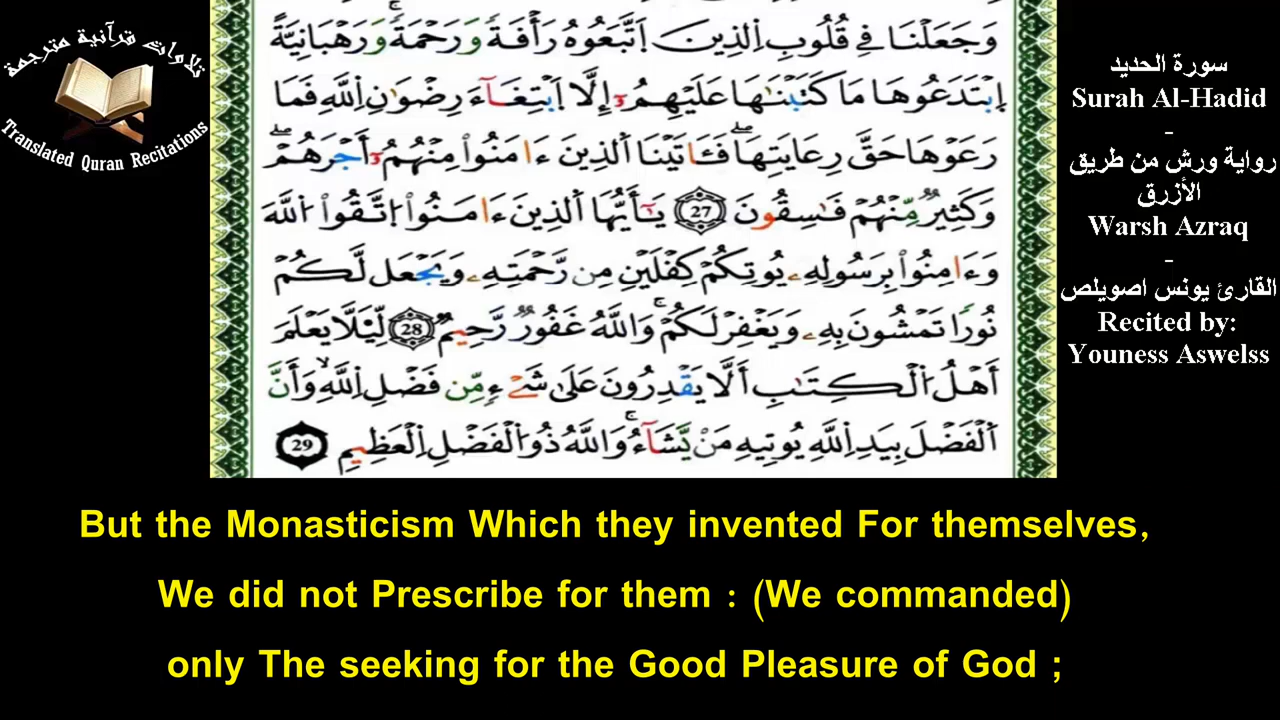 تلاوات قرآنية مترجمة
Translated Quran Recitations
وَجَعَلْنَا فِے قُلُوبِ اِ۬لذِينَ اَ۪تَّبَعُوهُ رَأْفَةٗ وَرَحْمَةٗۖ وَرَهْبَانِيَّةً
اِ۪بْتَدَعُوهَا مَا كَتَبْنَٰهَا عَلَيْهِمُۥٓ إِلَّا اَ۪بْتِغَآءَ رِضْوَٰنِ اِ۬للَّهِ فَمَا
رَعَوْهَا حَقَّ رِعَايَتِهَاۖ فَـَٔاتَيْنَا اَ۬لذِينَ ءَامَنُواْ مِنْهُمُۥٓ أَجْرَهُمْۖ
وَكَثِيرٞ مِّنْهُمْ فَٰسِقُونَ 27 يَٰٓأَيُّهَا اَ۬لذِينَ ءَامَنُواْ اُ۪تَّقُواْ اُ۬للَّهَ
وَءَامِنُواْ بِرَسُولِهِۦ يُوتِكُمْ كِفْلَيْنِ مِن رَّحْمَتِهِۦ وَيَجْعَل لَّكُمْ
نُورٗا تَمْشُونَ بِهِۦ وَيَغْفِرْ لَكُمْۖ وَاللَّهُ غَفُورٞ رَّحِيمٞ 28 لِّيَلَّا يَعْلَمَ
أَهْلُ اُ۬لْكِتَٰبِ أَلَّا يَقْدِرُونَ عَلَىٰ شَےْءٖ مِّن فَضْلِ اِ۬للَّهِ وَأَنَّ
اَ۬لْفَضْلَ بِيَدِ اِ۬للَّهِ يُوتِيهِ مَنْ يَّشَآءُۖ وَاللَّهُ ذُو اُ۬لْفَضْلِ اِ۬لْعَظِيمِ 29
سورة الحديد
Surah Al-Hadid
-
رواية ورش من طريق
الأزرق
Warsh Azraq
-
القارئ يونس اصويلص
Recited by:
Youness Aswelss
But the Monasticism Which they invented For themselves,
We did not Prescribe for them : (We commanded)
only The seeking for the Good Pleasure of God ;